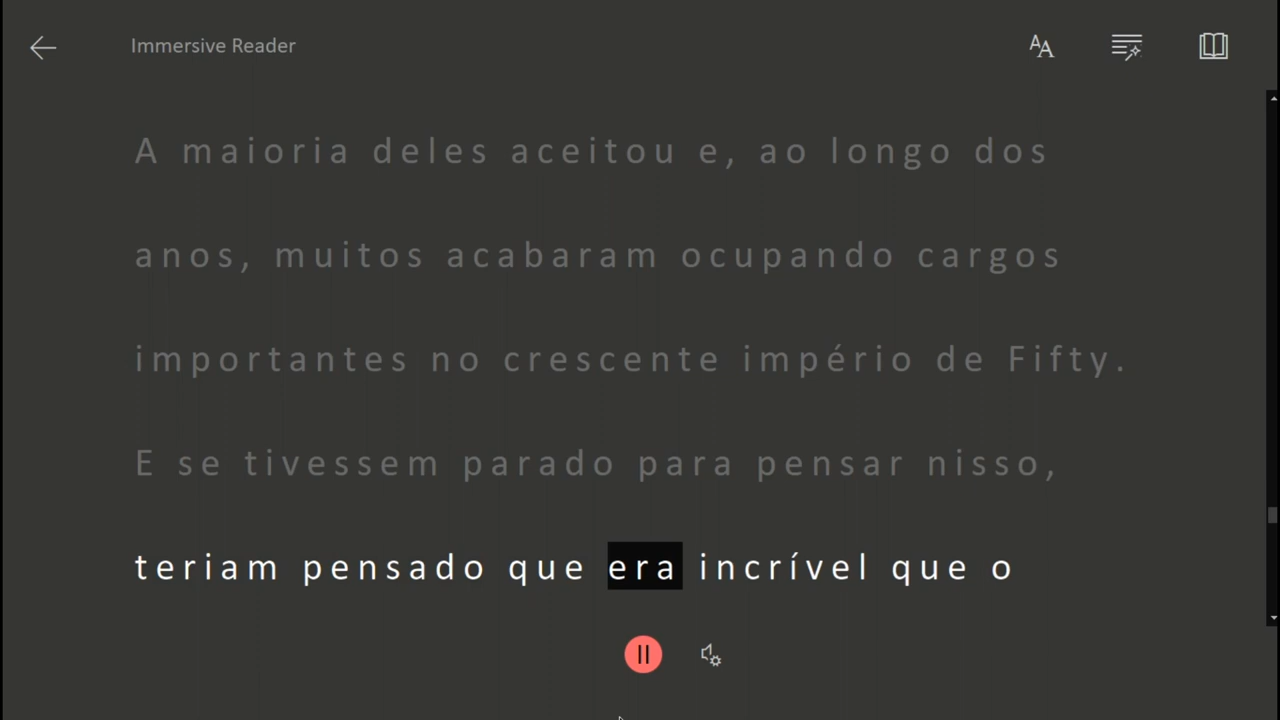 Immersive Reader
A maioria deles aceitou e, ao longo dos
anos, muitos acabaram ocupando cargos
importantes no crescente império de Fifty.
E se tivessem parado para pensar nisso,
teriam pensado que era incrível que o